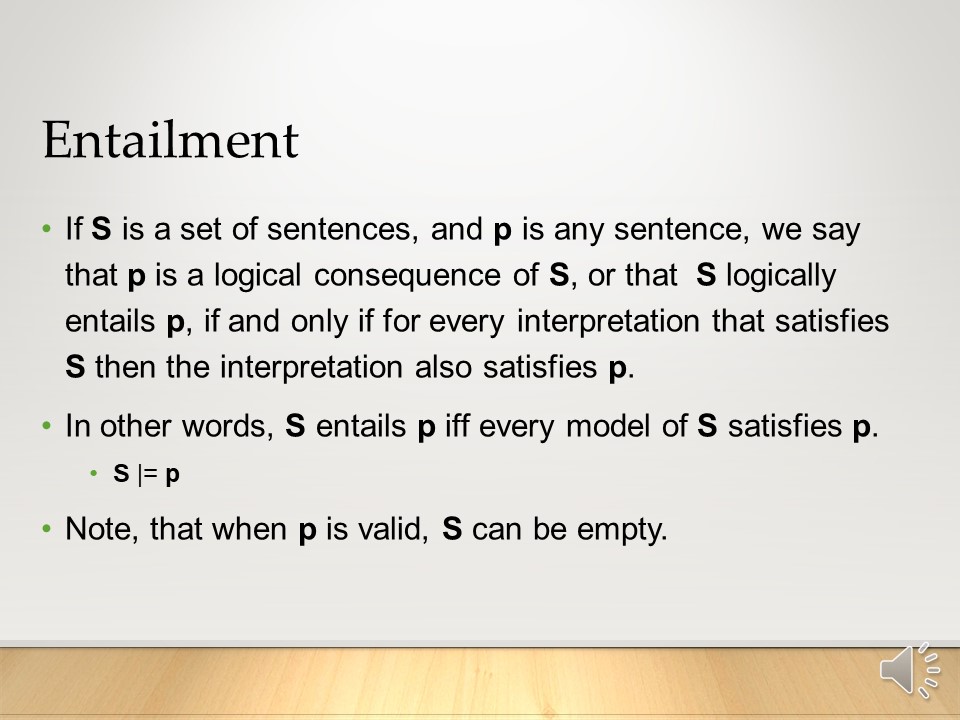 Entailment
• If S is a set of sentences, and p is any sentence, we say
that p is a logical consequence of S, or that  S logically
entails p, if and only if for every interpretation that satisfies
S then the interpretation also satisfies p.
• In other words, S entails p iff every model of S satisfies p.
• S |= p
• Note, that when p is valid, S can be empty.